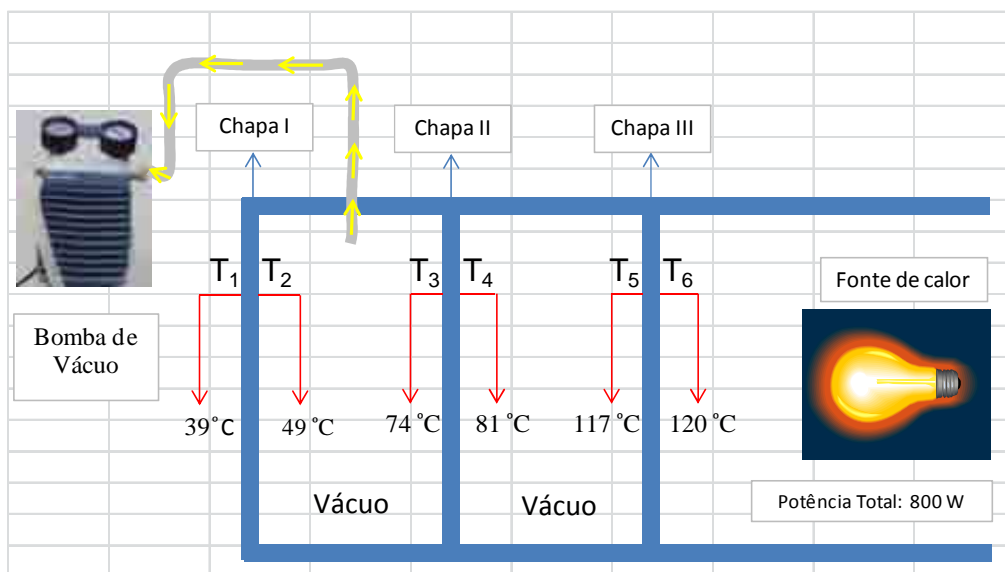 Chapa I
Chapa II
Chapa III
T1 T2 T3 T4 T5 T6
Fonte de calor
Bomba de
Vácuo
39°c 49 °C 74 °C 81 °C 117 °C 120 °C
Vácuo Vácuo
Potência Total: 800 W